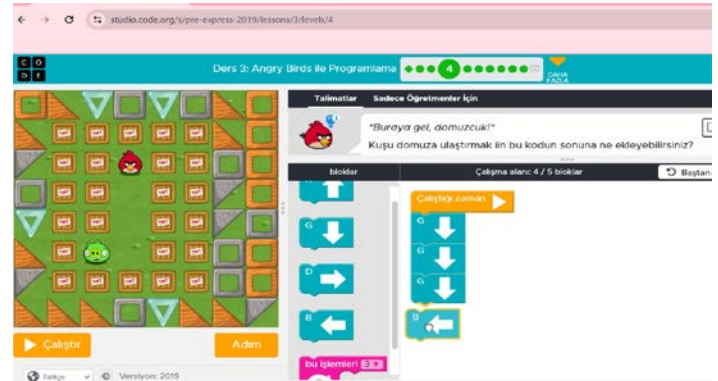 studio.code.org/s/pre-express-2019/lessons/3/levels/4
C O
D E
Ders 3: Angry Birds ile Programlama
4
DAHA
FAZLA
Talimatlar Sadece Öğretmenler İçin
"Buraya gel, domuzcuk!"
Kuşu domuza ulaştırmak iin bu kodun sonuna ne ekleyebilirsiniz?
bloklar
Çalışma alanı: 4 / 5 bloklar
Baştan
Çalıştığı zaman
G
G
G
B
G
D
B
bu işlemleri
3
Çalıştır
Adım
Türkçe
Versiyon: 2019